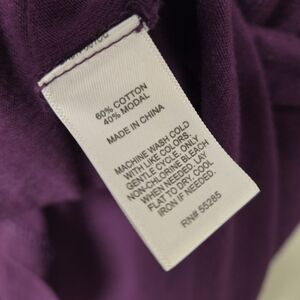 60% COTTON
40% MODAL
MADE IN CHINA
MACHINE WASH COLD
WITH LIKE COLORS,
GENTLE CYCLE, ONLY
NON-CHLORINE BLEACH
WHEN NEEDED, LAY
FLAT TO DRY, COOL
IRON IF NEEDED.
RN# 55285